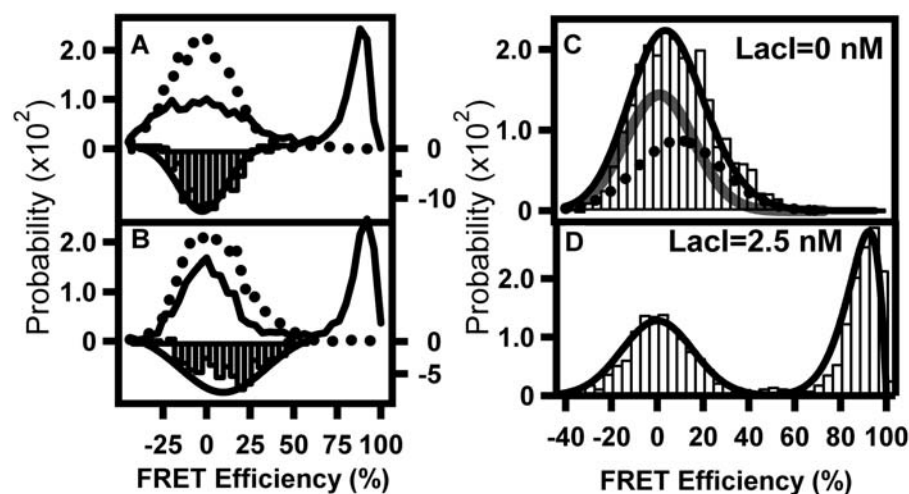 A
2.0
1.0
0
0
-10
B
2.0
1.0
0
0
-5
-25 0 25 50 75 100
FRET Efficiency (%)
Probability (x10²)
C
LacI=0 nM
2.0
1.0
0
D
LacI=2.5 nM
2.0
1.0
0
-40 -20 0 20 40 60 80 100
FRET Efficiency (%)
Probability (x10²)